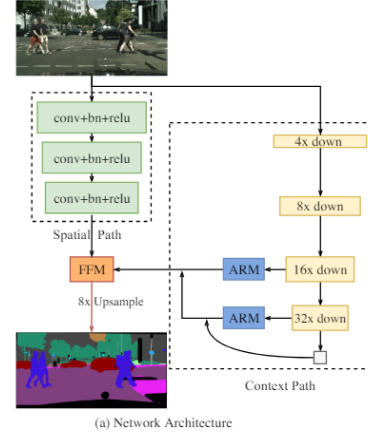 conv+bn+relu
conv+bn+relu
conv+bn+relu
Spatial Path
4x down
8x down
FFM
ARM
16x down
8x Upsample
ARM
32x down
Context Path
(a) Network Architecture